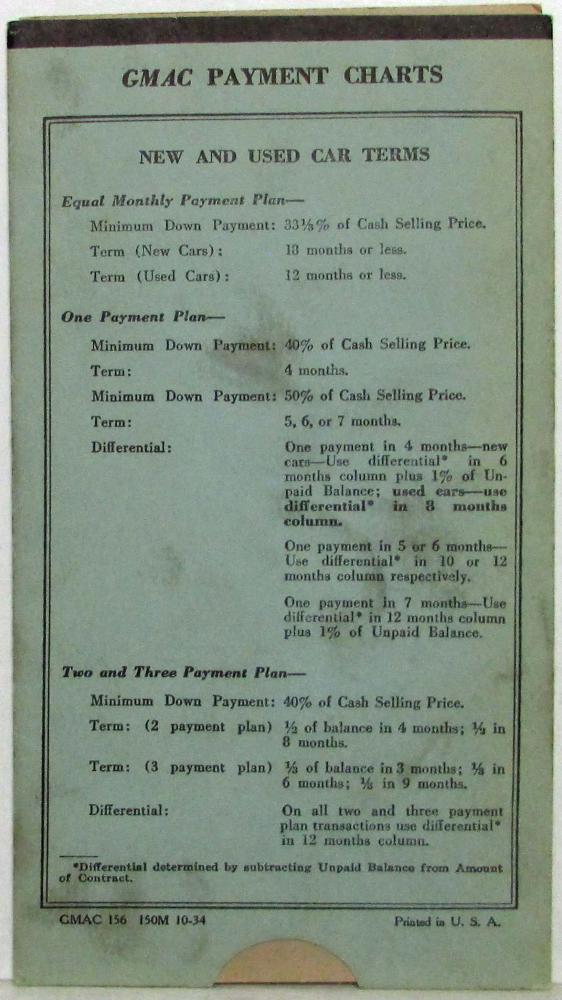 GMAC PAYMENT CHARTS
NEW AND USED CAR TERMS
Equal Monthly Payment Plan—
Minimum Down Payment: 33⅓% of Cash Selling Price.
Term (New Cars): 18 months or less.
Term (Used Cars): 12 months or less.
One Payment Plan—
Minimum Down Payment: 40% of Cash Selling Price.
Term: 4 months.
Minimum Down Payment: 50% of Cash Selling Price.
Term: 5, 6, or 7 months.
Differential: One payment in 4 months—new
cars—Use differential* in 6
months column plus 1% of Un-
paid Balance; used cars—use
differential* in 8 months
column.
One payment in 5 or 6 months—
Use differential* in 10 or 12
months column respectively.
One payment in 7 months—Use
differential* in 12 months column
plus 1% of Unpaid Balance.
Two and Three Payment Plan—
Minimum Down Payment: 40% of Cash Selling Price.
Term: (2 payment plan) ½ of balance in 4 months; ½ in
8 months.
Term: (3 payment plan) ⅓ of balance in 3 months; ⅓ in
6 months; ⅓ in 9 months.
Differential: On all two and three payment
plan transactions use differential*
in 12 months column.
*Differential determined by subtracting Unpaid Balance from Amount
of Contract.
GMAC 156 150M 10-34 Printed in U. S. A.